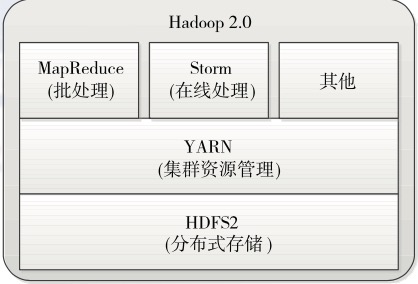 Hadoop 2.0
MapReduce
(批处理)
Storm
(在线处理)
其他
YARN
(集群资源管理)
HDFS2
(分布式存储)